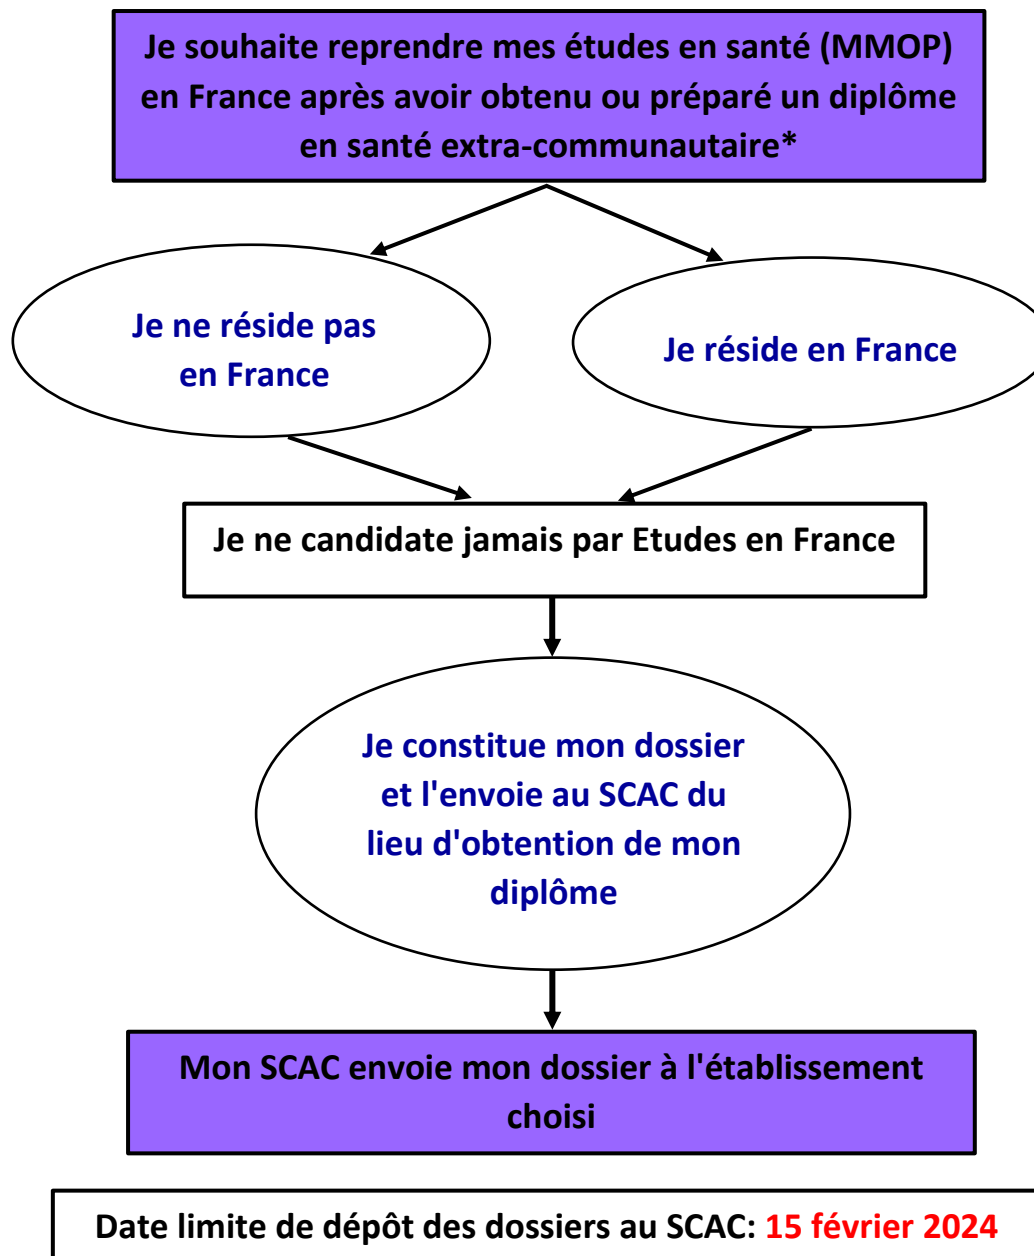 Je souhaite reprendre mes études en santé (MMOP)
en France après avoir obtenu ou préparé un diplôme
en santé extra-communautaire*
Je ne réside pas
en France
Je réside en France
Je ne candidate jamais par Etudes en France
Je constitue mon dossier
et l'envoie au SCAC du
lieu d'obtention de mon
diplôme
Mon SCAC envoie mon dossier à l'établissement
choisi
Date limite de dépôt des dossiers au SCAC: 15 février 2024